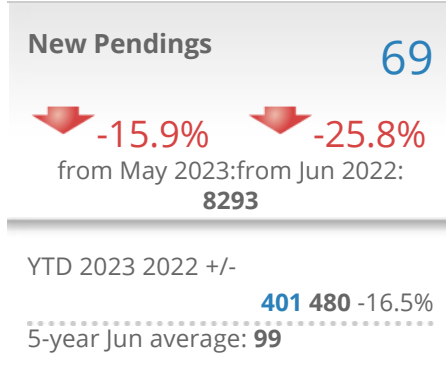 New Pendings
69
-15.9% -25.8%
from May 2023:from Jun 2022:
8293
YTD 2023 2022 +/-
401 480 -16.5%
5-year Jun average: 99